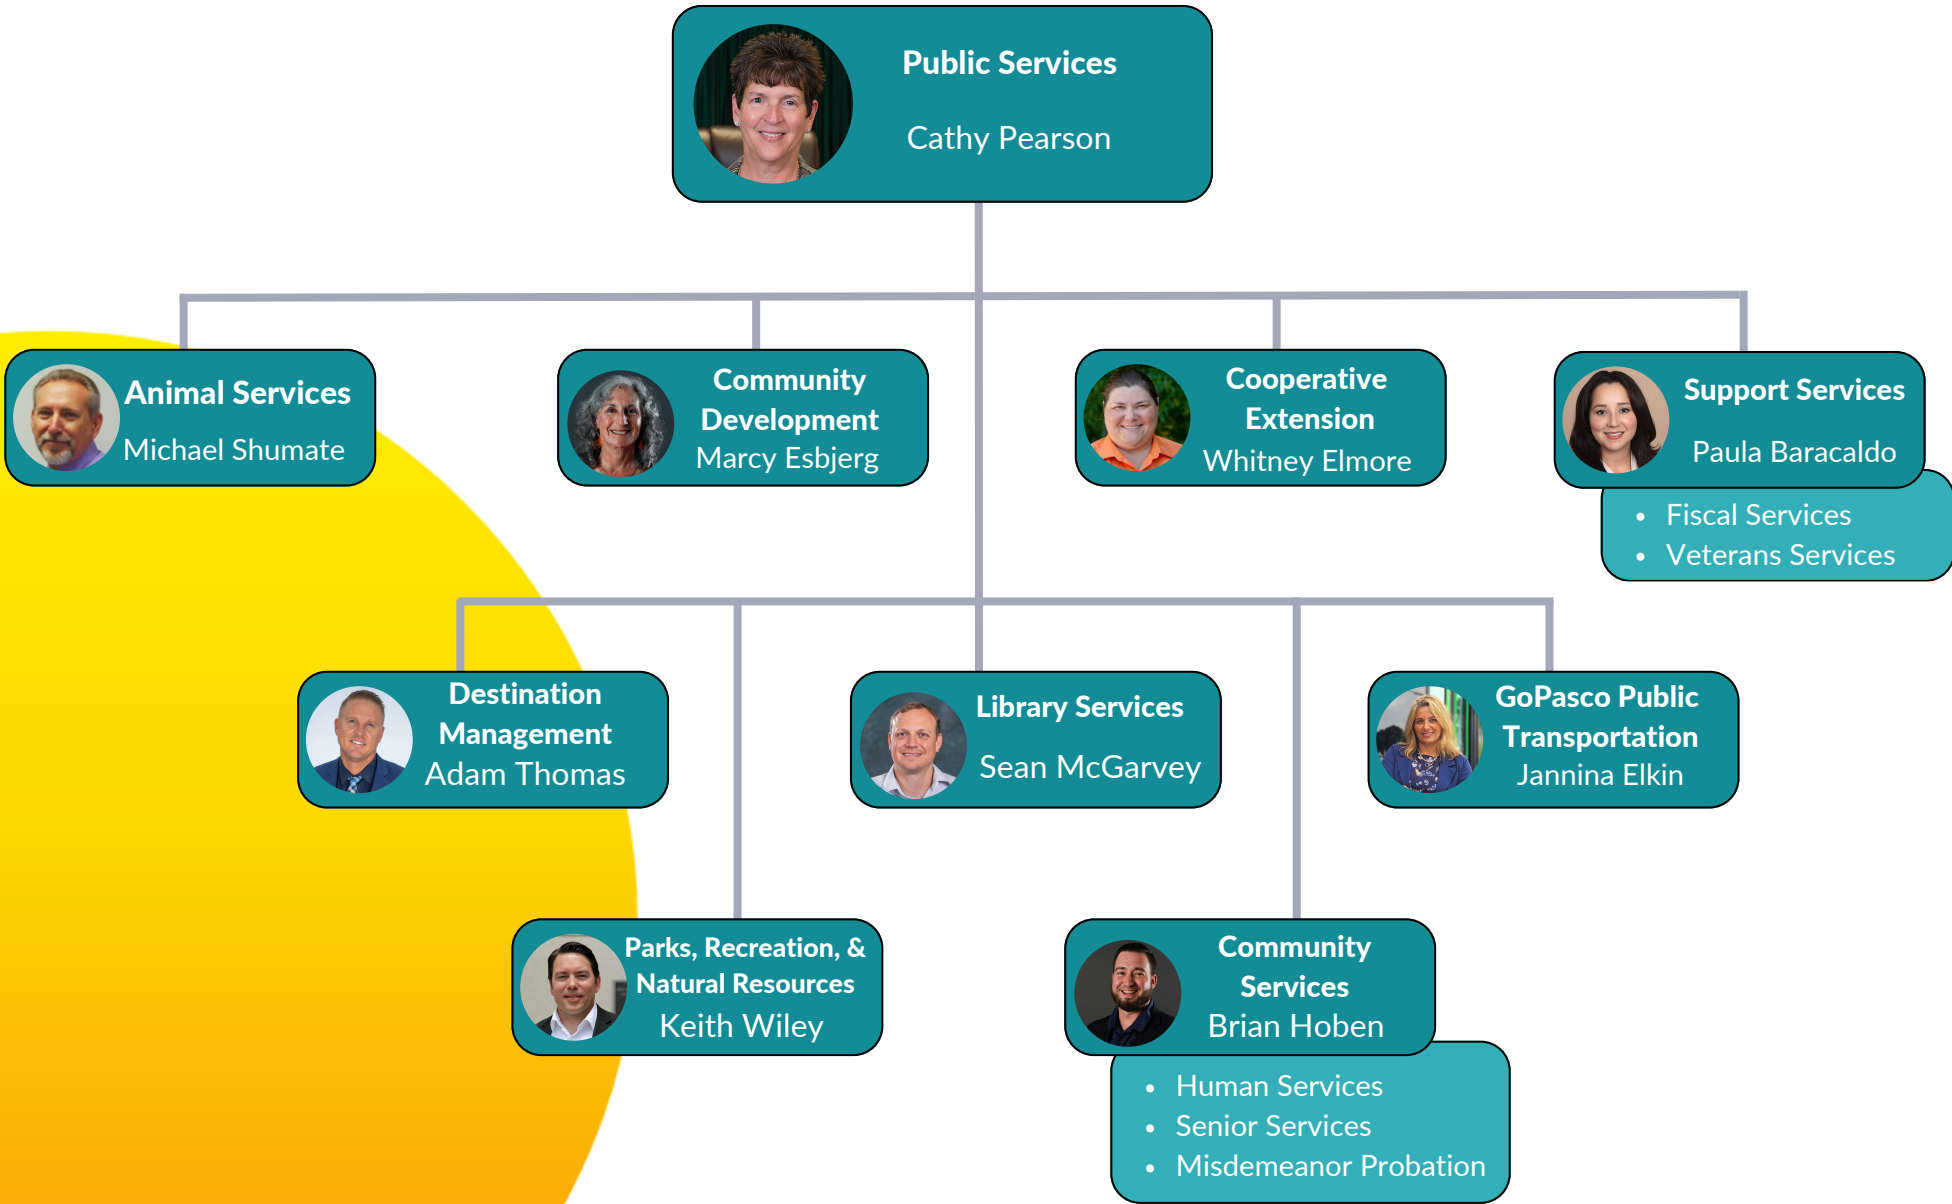 Public Services
Cathy Pearson
Animal Services
Michael Shumate
Community
Development
Marcy Esbjerg
Cooperative
Extension
Whitney Elmore
Support Services
Paula Baracaldo
• Fiscal Services
• Veterans Services
Destination
Management
Adam Thomas
Library Services
Sean McGarvey
GoPasco Public
Transportation
Jannina Elkin
Parks, Recreation, &
Natural Resources
Keith Wiley
Community
Services
Brian Hoben
• Human Services
• Senior Services
• Misdemeanor Probation